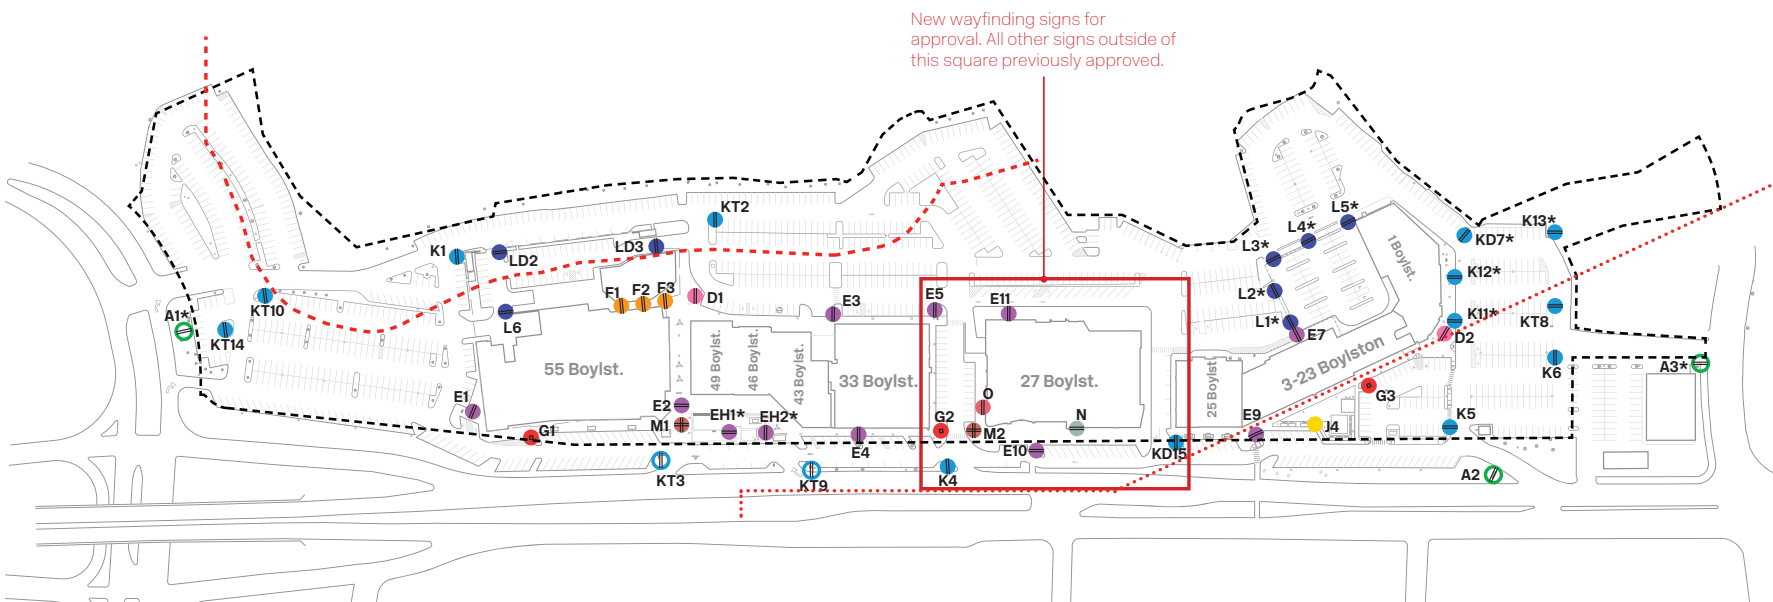 New wayfinding signs for
approval. All other signs outside of
this square previously approved.
KT2
L5*
L4*
K13*
KD7*
K1
LD2
LD3
L3*
K12*
L2*
F1
F2
F3
D1
E3
E5
E11
KT10
A1*
KT14
L6
L1*
E7
K11*
KT8
D2
1 Boylst.
55 Boylst.
49 Boylst.
46 Boylst.
43 Boylst.
33 Boylst.
27 Boylst.
25 Boylst.
3-23 Boylston
K6
A3*
E1
E2
EH1*
EH2*
M1
G1
O
G2
M2
N
E9
G3
J4
K5
E4
E10
KD15
KT3
KT9
K4
A2